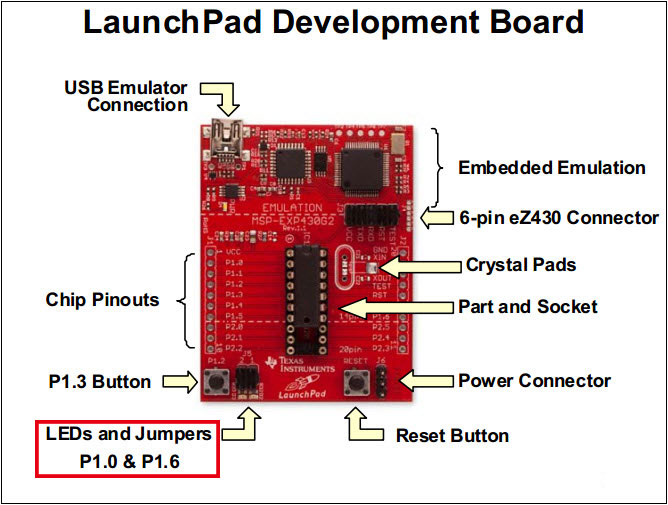 LaunchPad Development Board
USB Emulator
Connection
Embedded Emulation
EMULATION
MSP-EXP430G2
Rev.1.1
6-pin eZ430 Connector
Crystal Pads
Chip Pinouts
Part and Socket
VCC
P1.0
P1.1
P1.2
P1.3
P1.4
P1.5
P2.0
P2.1
P2.2
GND
XIN
XOUT
TEST
RST
P1.6
P2.5
P2.4
P2.3
20pin
P1.3 Button
J5
2 1
TEXAS
INSTRUMENTS
LaunchPad
RESET
J6
Power Connector
LEDs and Jumpers
P1.0 & P1.6
Reset Button